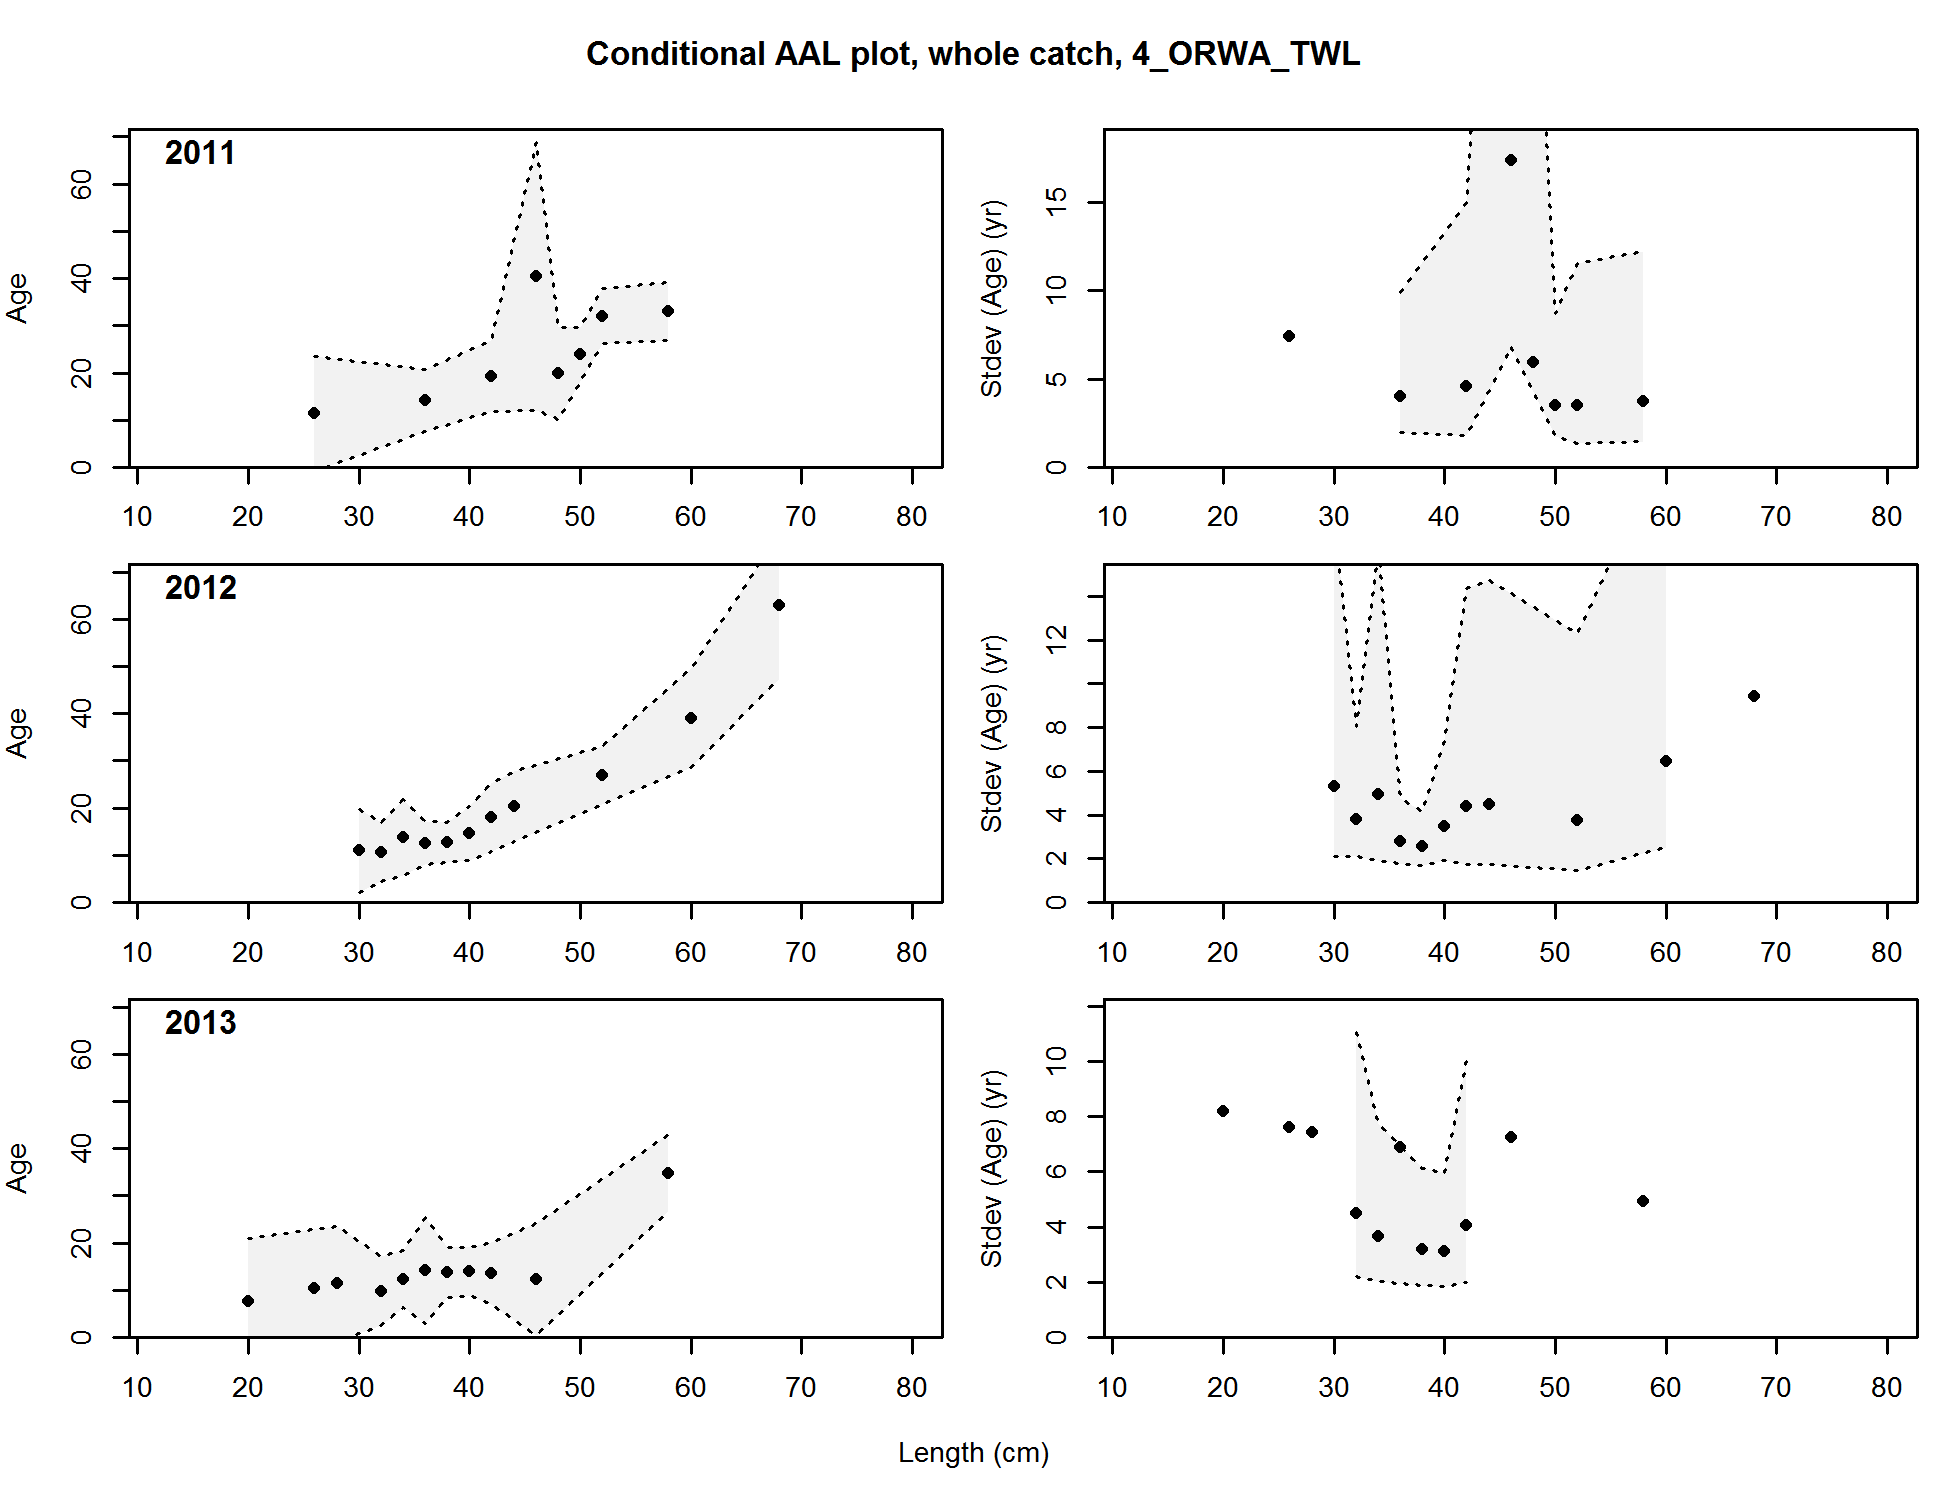 Conditional AAL plot, whole catch, 4_ORWA_TWL
2011
Age
0 20 40 60
10 20 30 40 50 60 70 80
Stdev (Age) (yr)
0 5 10 15
10 20 30 40 50 60 70 80
2012
Age
0 20 40 60
10 20 30 40 50 60 70 80
Stdev (Age) (yr)
0 2 4 6 8 12
10 20 30 40 50 60 70 80
2013
Age
0 20 40 60
10 20 30 40 50 60 70 80
Stdev (Age) (yr)
0 2 4 6 8 10
10 20 30 40 50 60 70 80
Length (cm)